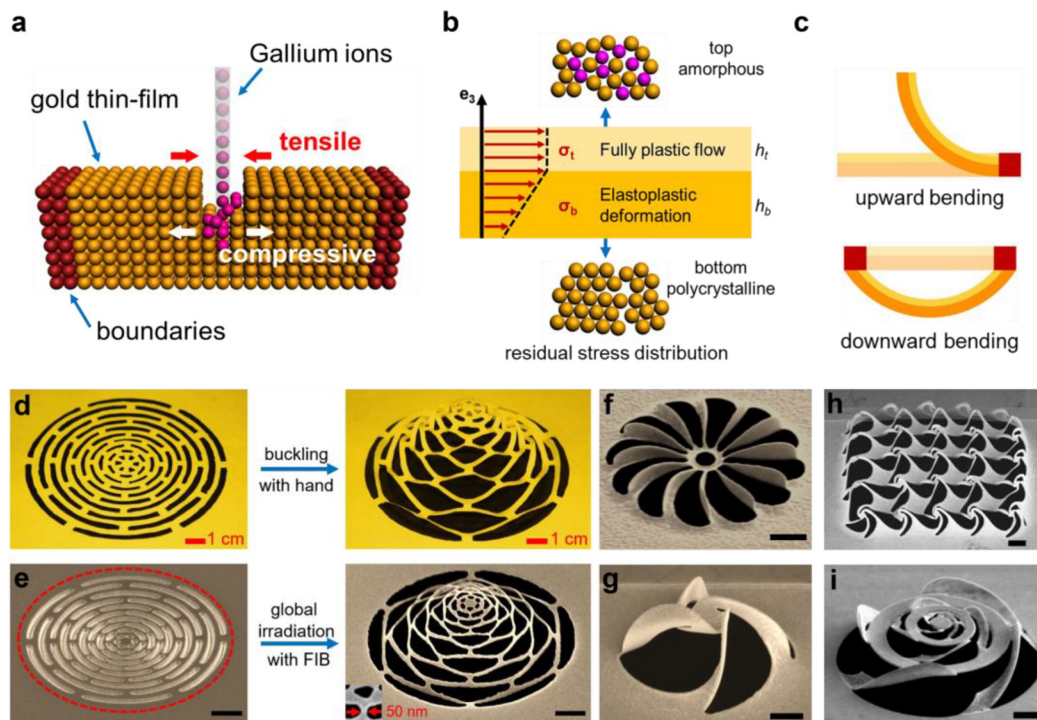 a
Gallium ions
gold thin-film
tensile
compressive
boundaries
b
top
amorphous
e₃
σt
Fully plastic flow
ht
σb
Elastoplastic
deformation
hb
bottom
polycrystalline
residual stress distribution
c
upward bending
downward bending
d
buckling
with hand
1 cm
1 cm
f
h
e
global
irradiation
with FIB
50 nm
g
i